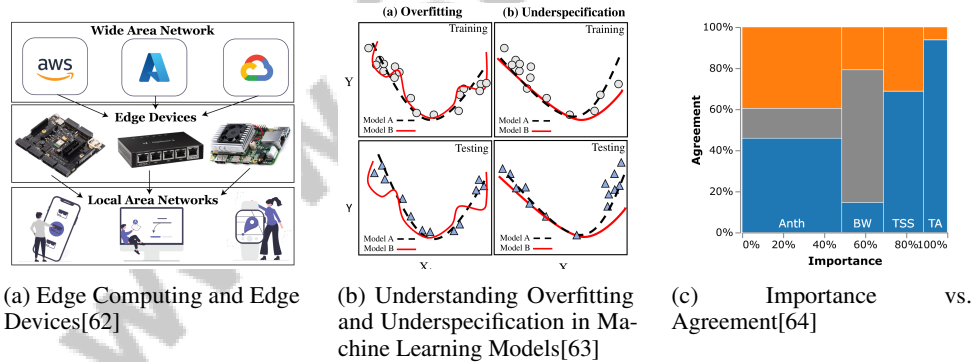 Wide Area Network
aws
Edge Devices
Local Area Networks
(a) Edge Computing and Edge
Devices[62]
(a) Overfitting
(b) Underspecification
Training
Training
Y
Model A
Model B
Model A
Model B
Testing
Testing
Y
Model A
Model B
Model A
Model B
(b) Understanding Overfitting
and Underspecification in Ma-
chine Learning Models[63]
100%
80%
60%
40%
20%
0%
Agreement
Anth
BW
TSS
TA
0% 20% 40% 60% 80%100%
Importance
(c) Importance vs.
Agreement[64]